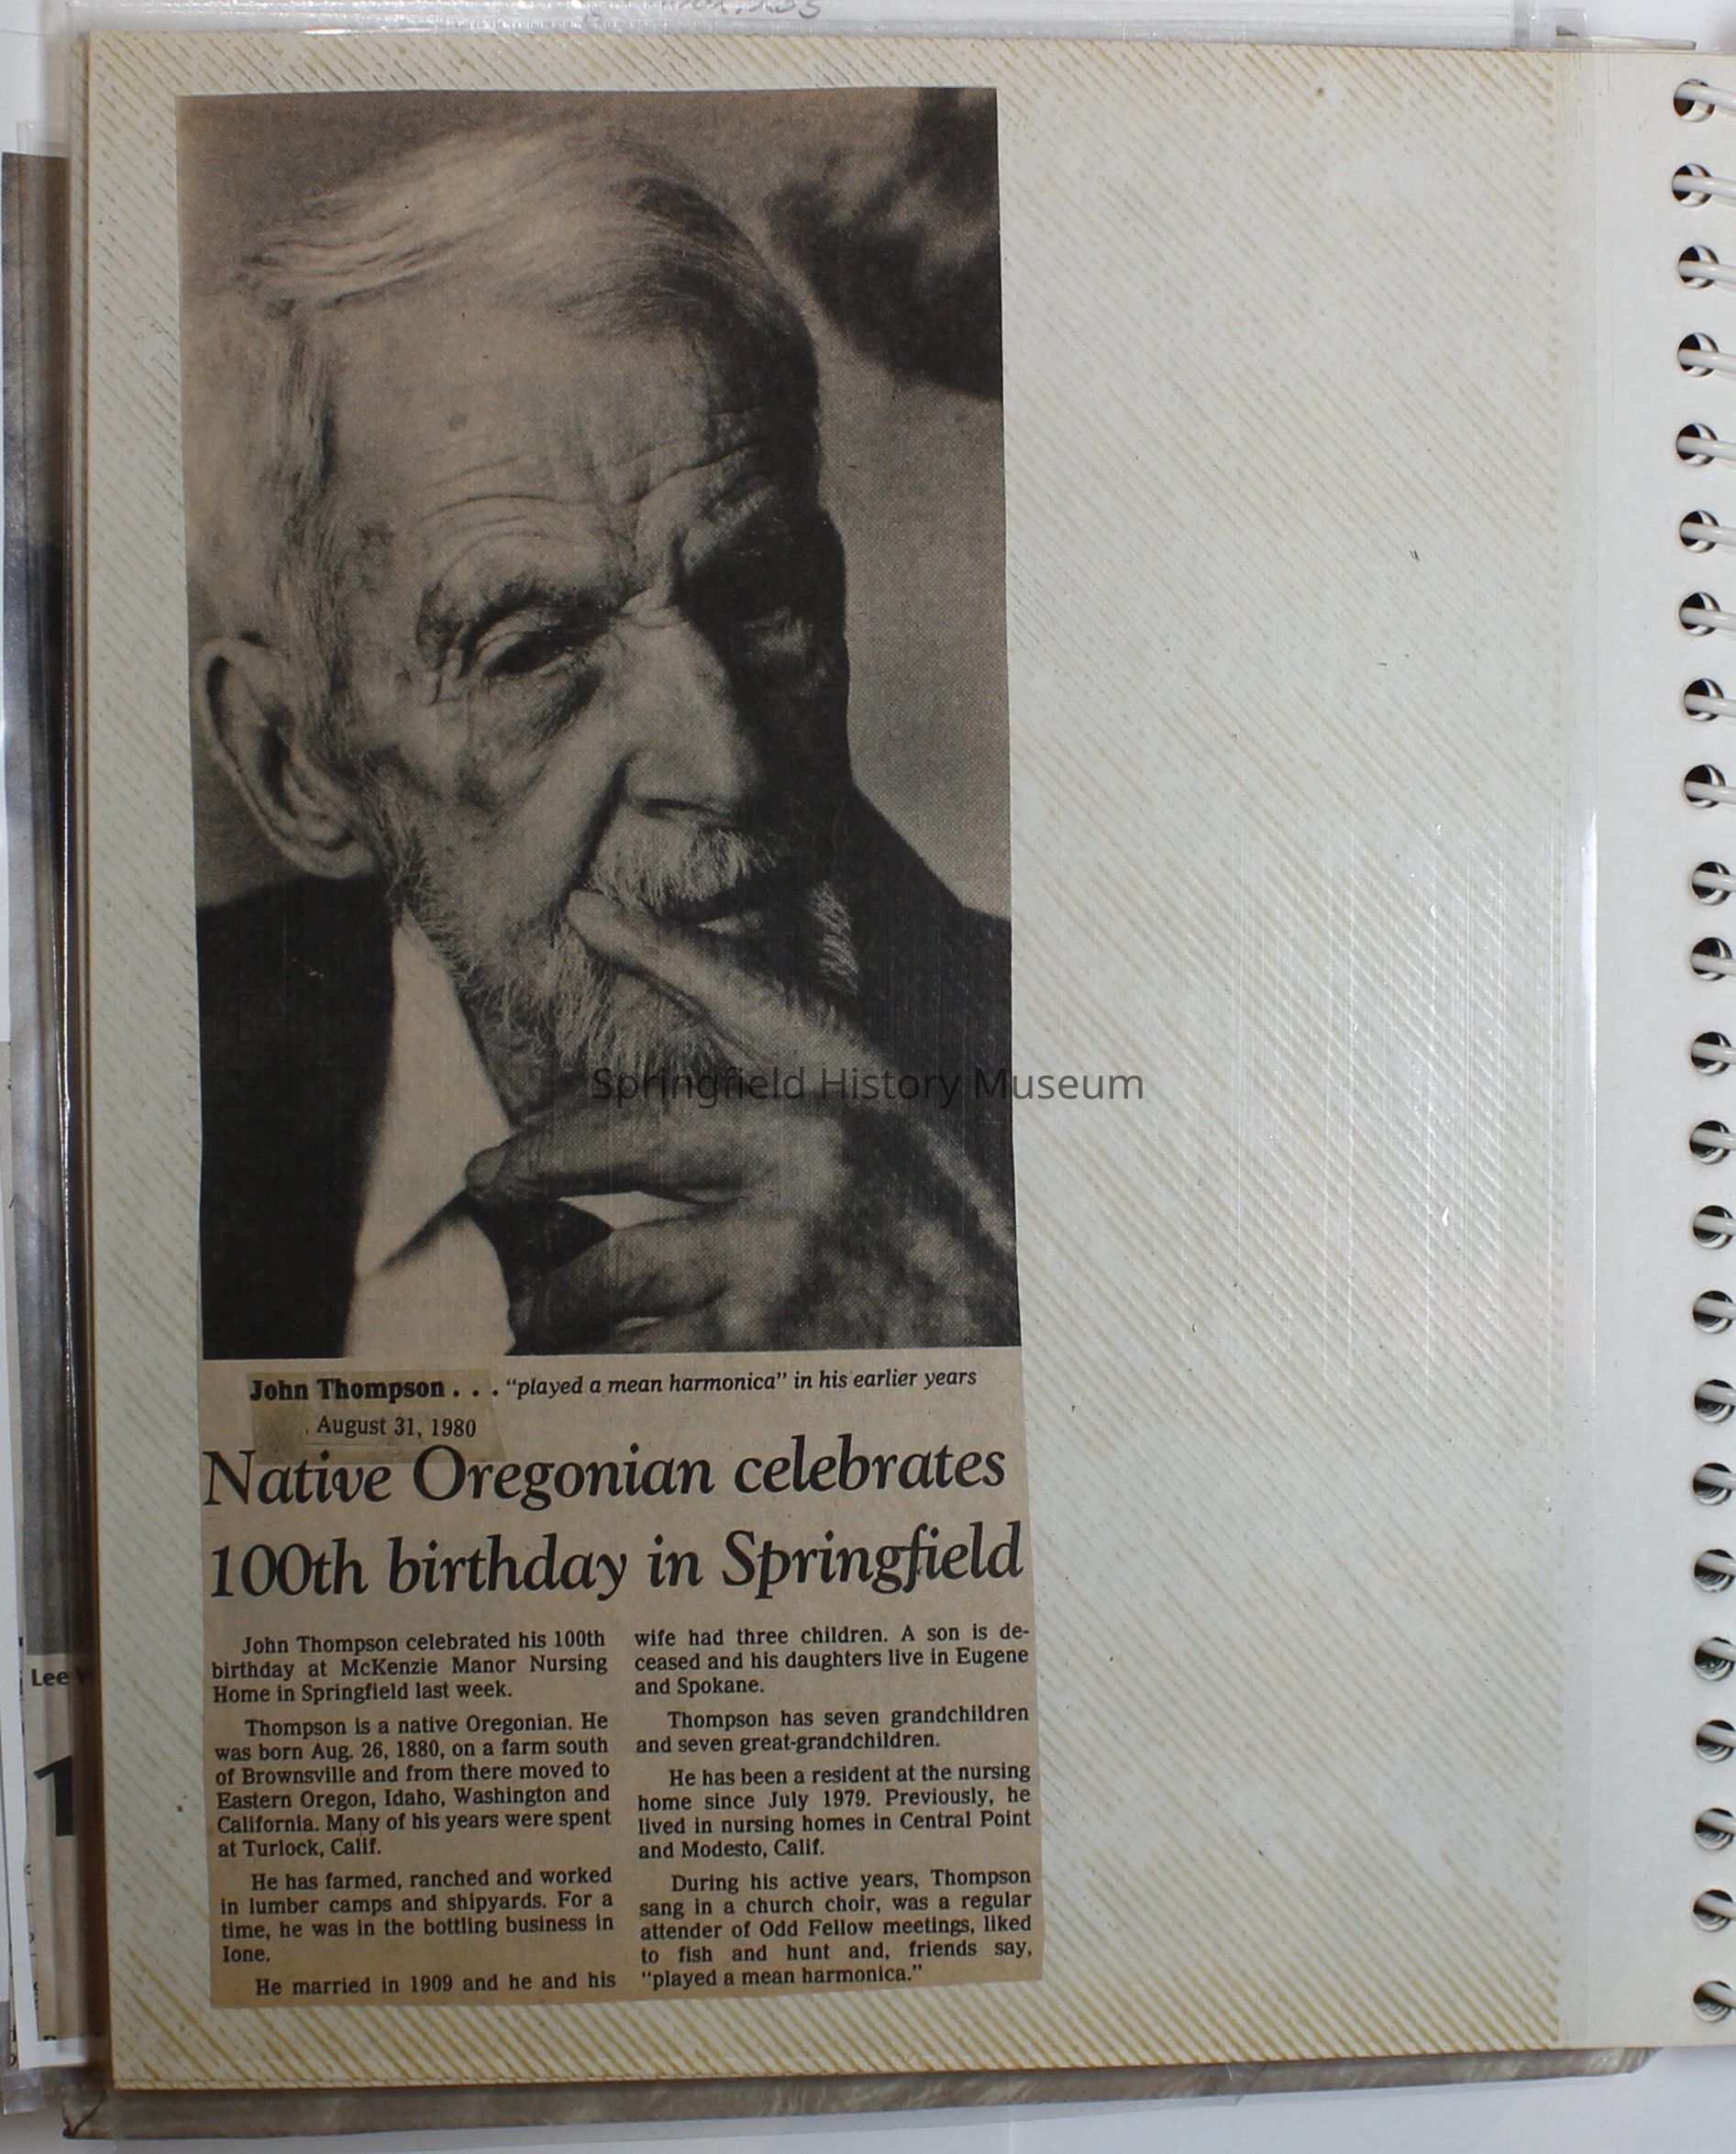 John Thompson . . . "played a mean harmonica" in his earlier years
August 31, 1980
Native Oregonian celebrates
100th birthday in Springfield
John Thompson celebrated his 100th
birthday at McKenzie Manor Nursing
Home in Springfield last week.
Thompson is a native Oregonian. He
was born Aug. 26, 1880, on a farm south
of Brownsville and from there moved to
Eastern Oregon, Idaho, Washington and
California. Many of his years were spent
at Turlock, Calif.
He has farmed, ranched and worked
in lumber camps and shipyards. For a
time, he was in the bottling business in
Ione.
He married in 1909 and he and his
wife had three children. A son is de-
ceased and his daughters live in Eugene
and Spokane.
Thompson has seven grandchildren
and seven great-grandchildren.
He has been a resident at the nursing
home since July 1979. Previously, he
lived in nursing homes in Central Point
and Modesto, Calif.
During his active years, Thompson
sang in a church choir, was a regular
attender of Odd Fellow meetings, liked
to fish and hunt and, friends say,
"played a mean harmonica."
Springfield History Museum
Lee
1